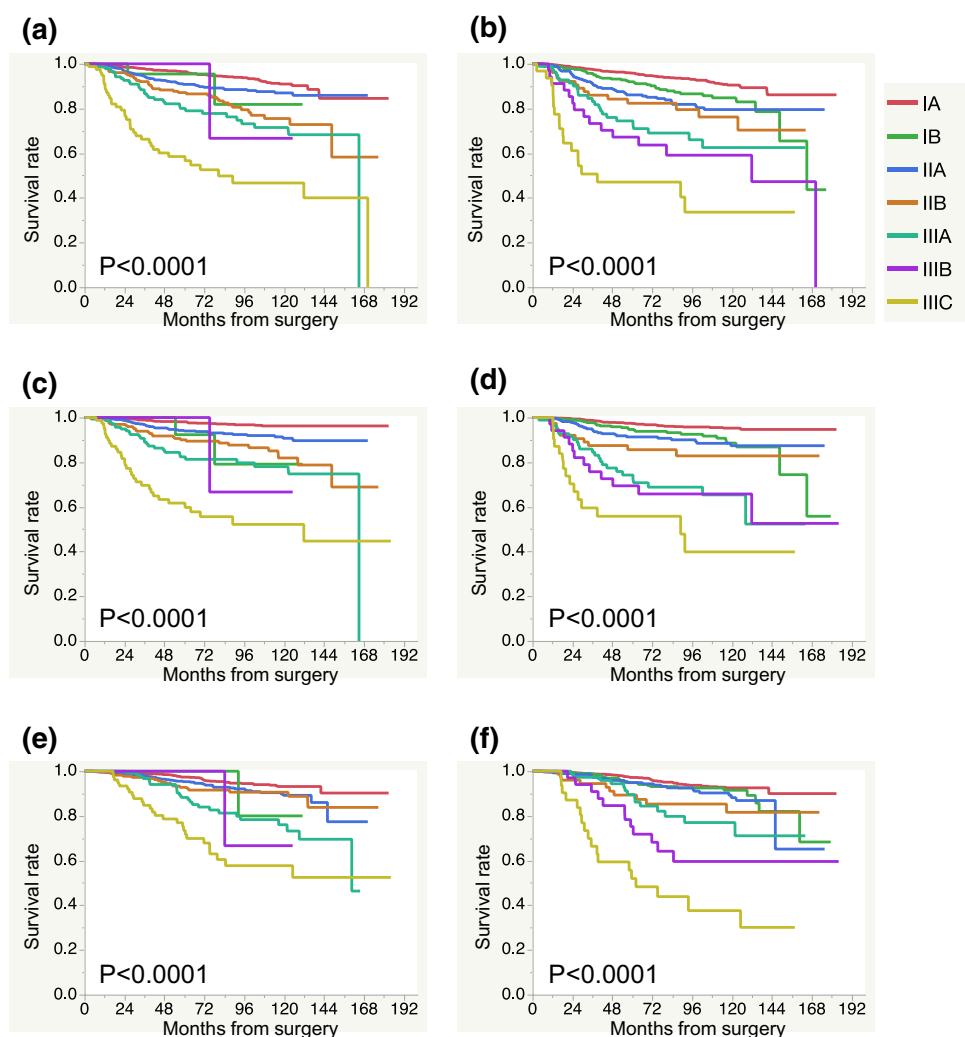 (a)
1.0
0.8
0.6
0.4
0.2
0.0
Survival rate
P<0.0001
0 24 48 72 96 120 144 168 192
Months from surgery
(b)
1.0
0.8
0.6
0.4
0.2
0.0
Survival rate
P<0.0001
0 24 48 72 96 120 144 168 192
Months from surgery
IA
IB
IIA
IIB
IIIA
IIIB
IIIC
(c)
1.0
0.8
0.6
0.4
0.2
0.0
Survival rate
P<0.0001
0 24 48 72 96 120 144 168 192
Months from surgery
(d)
1.0
0.8
0.6
0.4
0.2
0.0
Survival rate
P<0.0001
0 24 48 72 96 120 144 168 192
Months from surgery
(e)
1.0
0.8
0.6
0.4
0.2
0.0
Survival rate
P<0.0001
0 24 48 72 96 120 144 168 192
Months from surgery
(f)
1.0
0.8
0.6
0.4
0.2
0.0
Survival rate
P<0.0001
0 24 48 72 96 120 144 168 192
Months from surgery